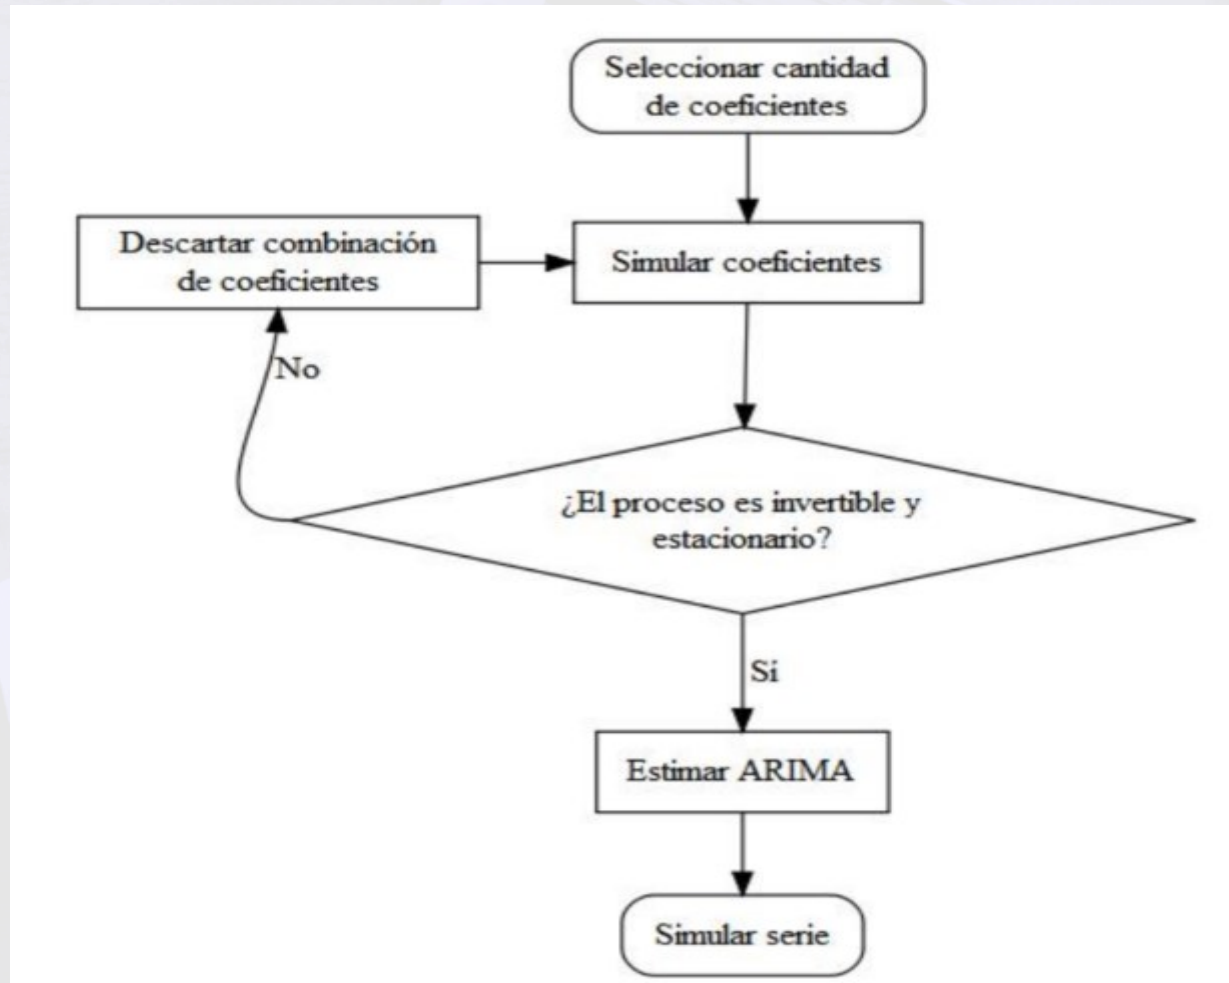 Seleccionar cantidad
de coeficientes
Descartar combinación
de coeficientes
Simular coeficientes
No
¿El proceso es invertible y
estacionario?
Sí
Estimar ARIMA
Simular serie